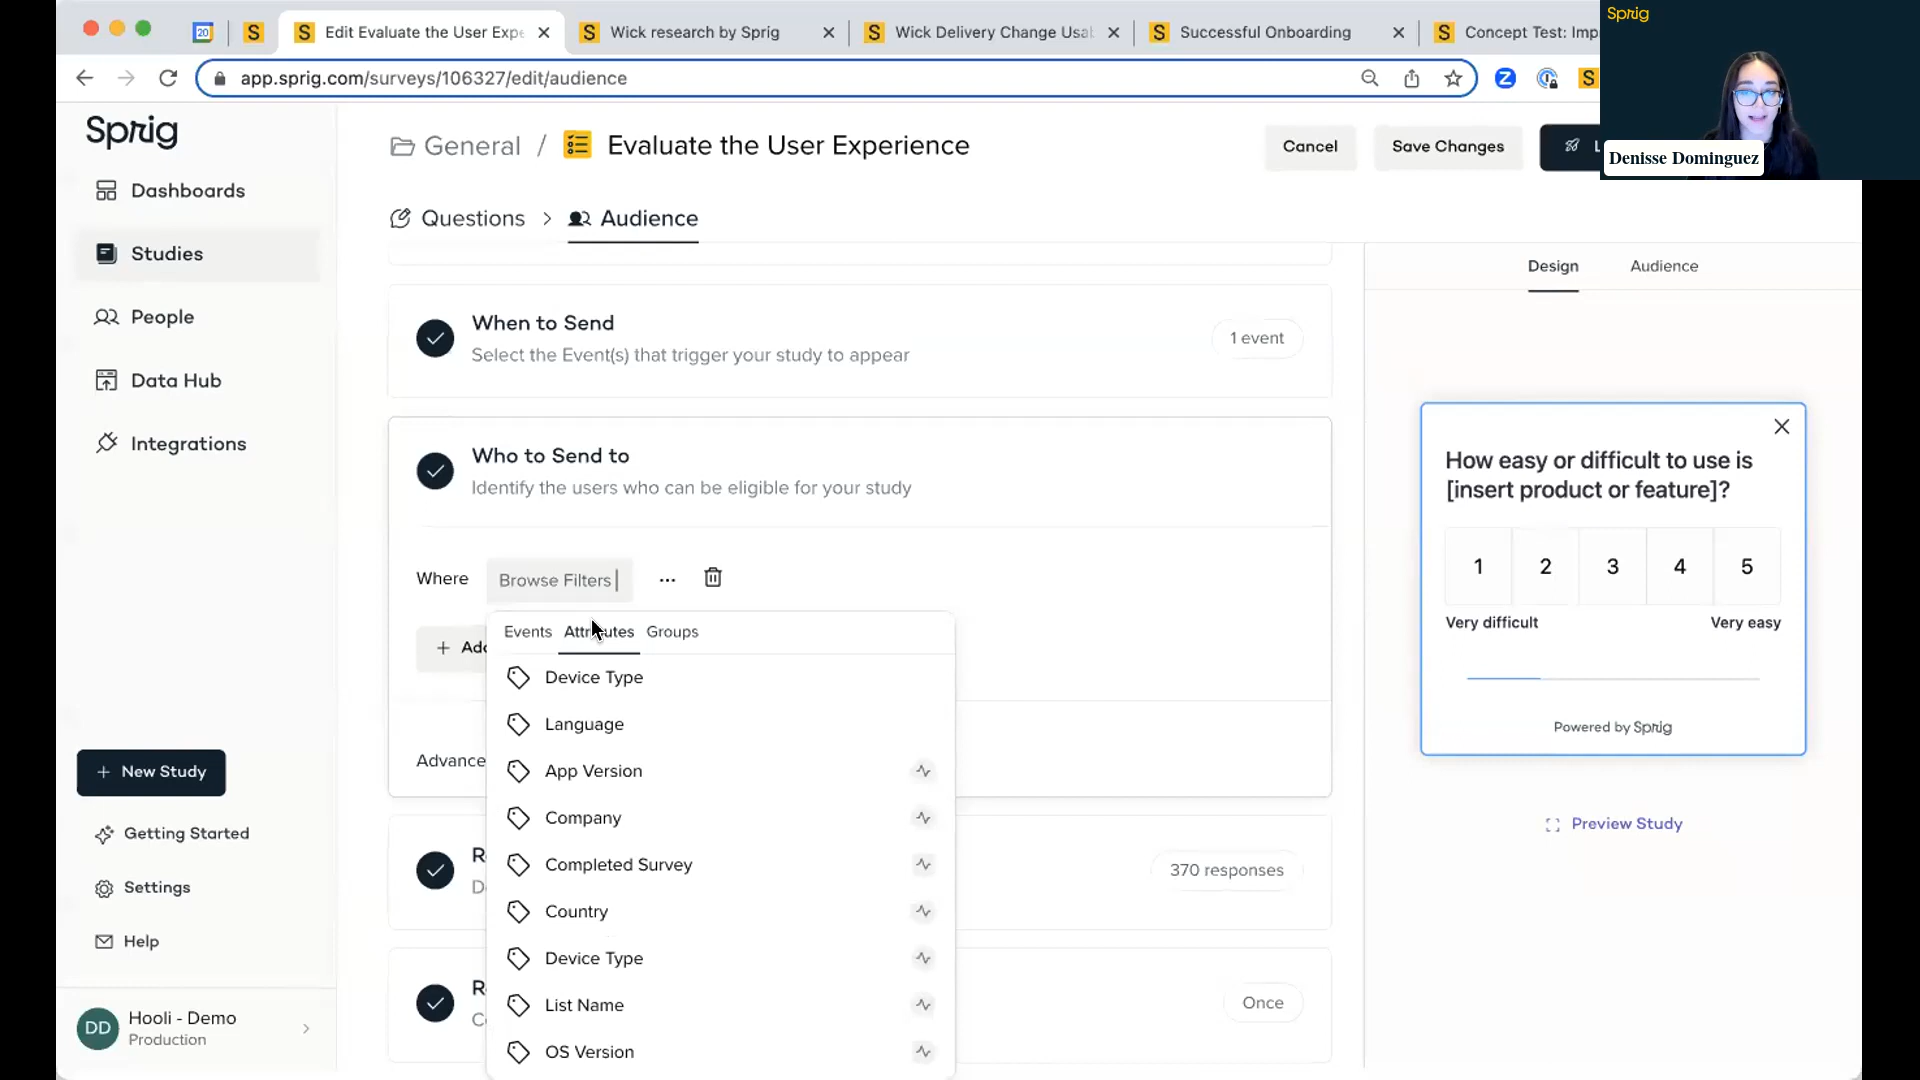 Edit Evaluate the User Expe
Wick research by Sprig
Wick Delivery Change Usal
Successful Onboarding
Concept Test: Imp
Sprig
app.sprig.com/surveys/106327/edit/audience
Denisse Dominguez
Sprig
General / Evaluate the User Experience
Cancel
Save Changes
Dashboards
Studies
People
Data Hub
Integrations
New Study
Getting Started
Settings
Help
DD
Hooli - Demo
Production
Questions > Audience
When to Send
Select the Event(s) that trigger your study to appear
1 event
Who to Send to
Identify the users who can be eligible for your study
Where Browse Filters ...
+ Add
Events Attributes Groups
Device Type
Language
App Version
Company
Completed Survey
Country
Device Type
List Name
OS Version
Advance
370 responses
Once
Design
Audience
How easy or difficult to use is
[insert product or feature]?
1 2 3 4 5
Very difficult
Very easy
Powered by Sprig
Preview Study